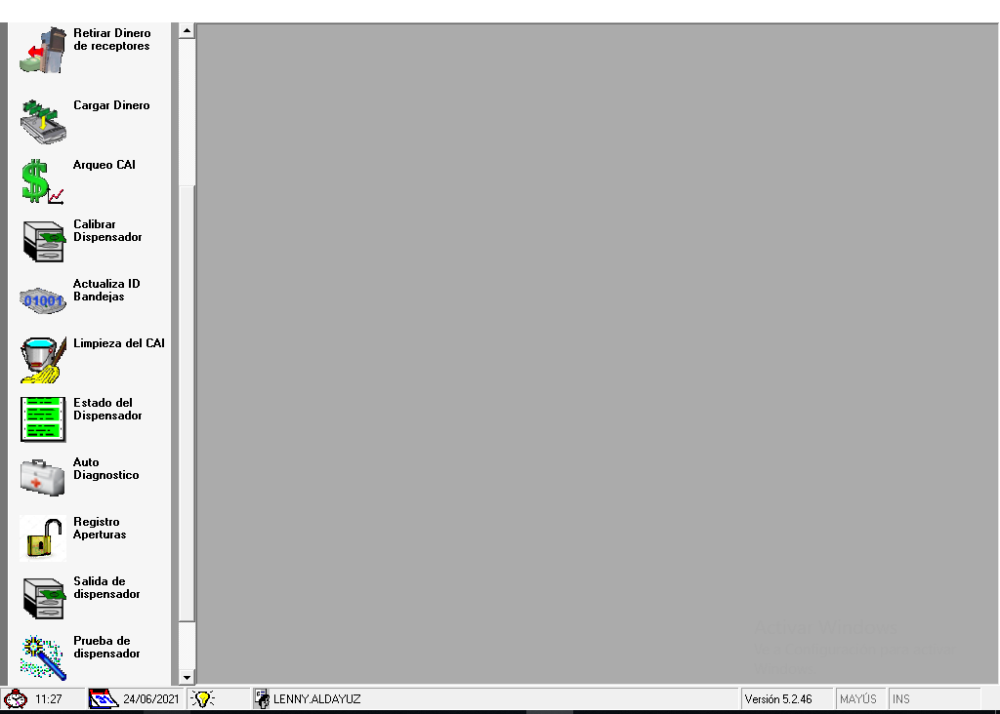 Retirar Dinero
de receptores
Cargar Dinero
Arqueo CAI
Calibrar
Dispensador
Actualiza ID
Bandejas
01001
Limpieza del CAI
Estado del
Dispensador
Auto
Diagnostico
Registro
Aperturas
Salida de
dispensador
Prueba de
dispensador
Activar Windows
11:27
24/06/2021
LENNY.ALDAYUZ
Versión 5.2.46
MAYÚS
INS